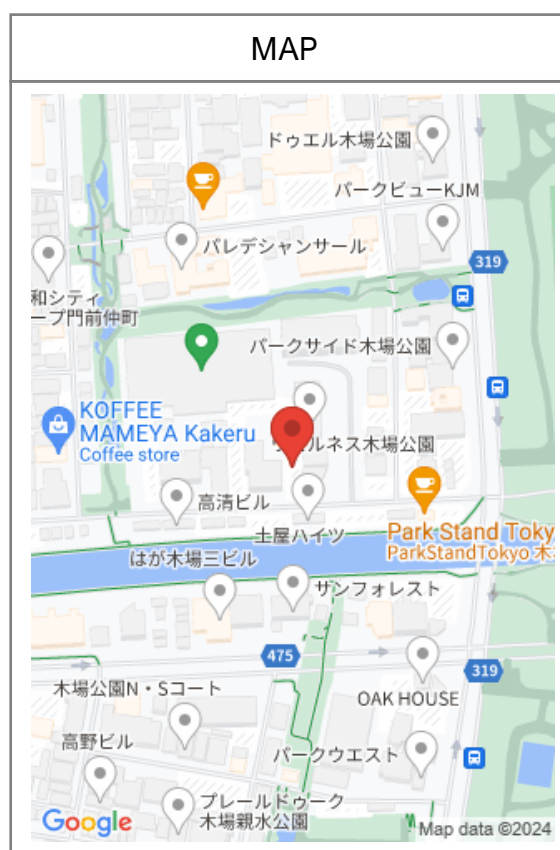 MAP
ドゥエル木場公園
パークビューKJM
パレデシャンサール
319
和シティ
ープ門前仲町
パークサイド木場公園
KOFFEE
MAMEYA Kakeru
Coffee store
ェルネス木場公園
高清ビル
土屋ハイツ
Park Stand Toky
ParkStandTokyo 木
はが木場三ビル
サンフォレスト
475
319
木場公園N・Sコート
OAK HOUSE
高野ビル
パークウエスト
プレールドゥーク
木場親水公園
Google
Map data ©2024